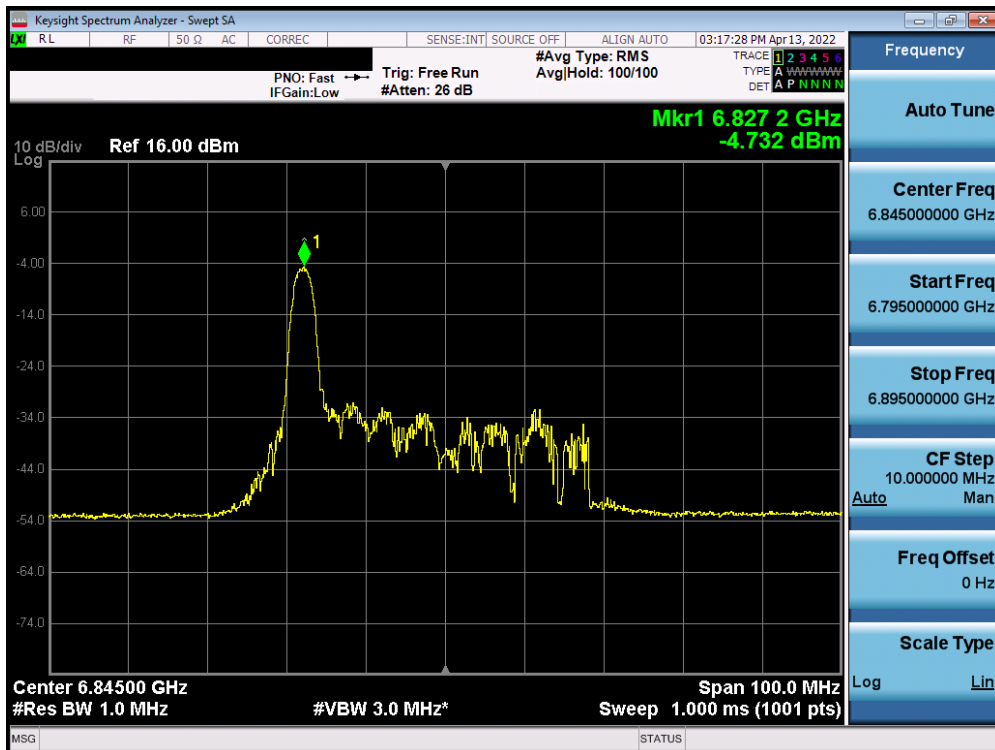 Keysight Spectrum Analyzer - Swept SA
LXI RL RF 50 Ω AC CORREC SENSE:INT SOURCE OFF ALIGN AUTO 03:17:28 PM Apr 13, 2022
PNO: Fast
IFGain:Low
Trig: Free Run
#Atten: 26 dB
#Avg Type: RMS
Avg|Hold: 100/100
TRACE 1 2 3 4 5 6
TYPE A WWWWW
DET A P N N N N
Mkr1 6.827 2 GHz
-4.732 dBm
10 dB/div Ref 16.00 dBm
Log
1
6.00
-4.00
-14.0
-24.0
-34.0
-44.0
-54.0
-64.0
-74.0
Center 6.84500 GHz Span 100.0 MHz
#Res BW 1.0 MHz #VBW 3.0 MHz* Sweep 1.000 ms (1001 pts)
MSG STATUS
Frequency
Auto Tune
Center Freq
6.845000000 GHz
Start Freq
6.795000000 GHz
Stop Freq
6.895000000 GHz
CF Step
10.000000 MHz
Auto Man
Freq Offset
0 Hz
Scale Type
Log Lin